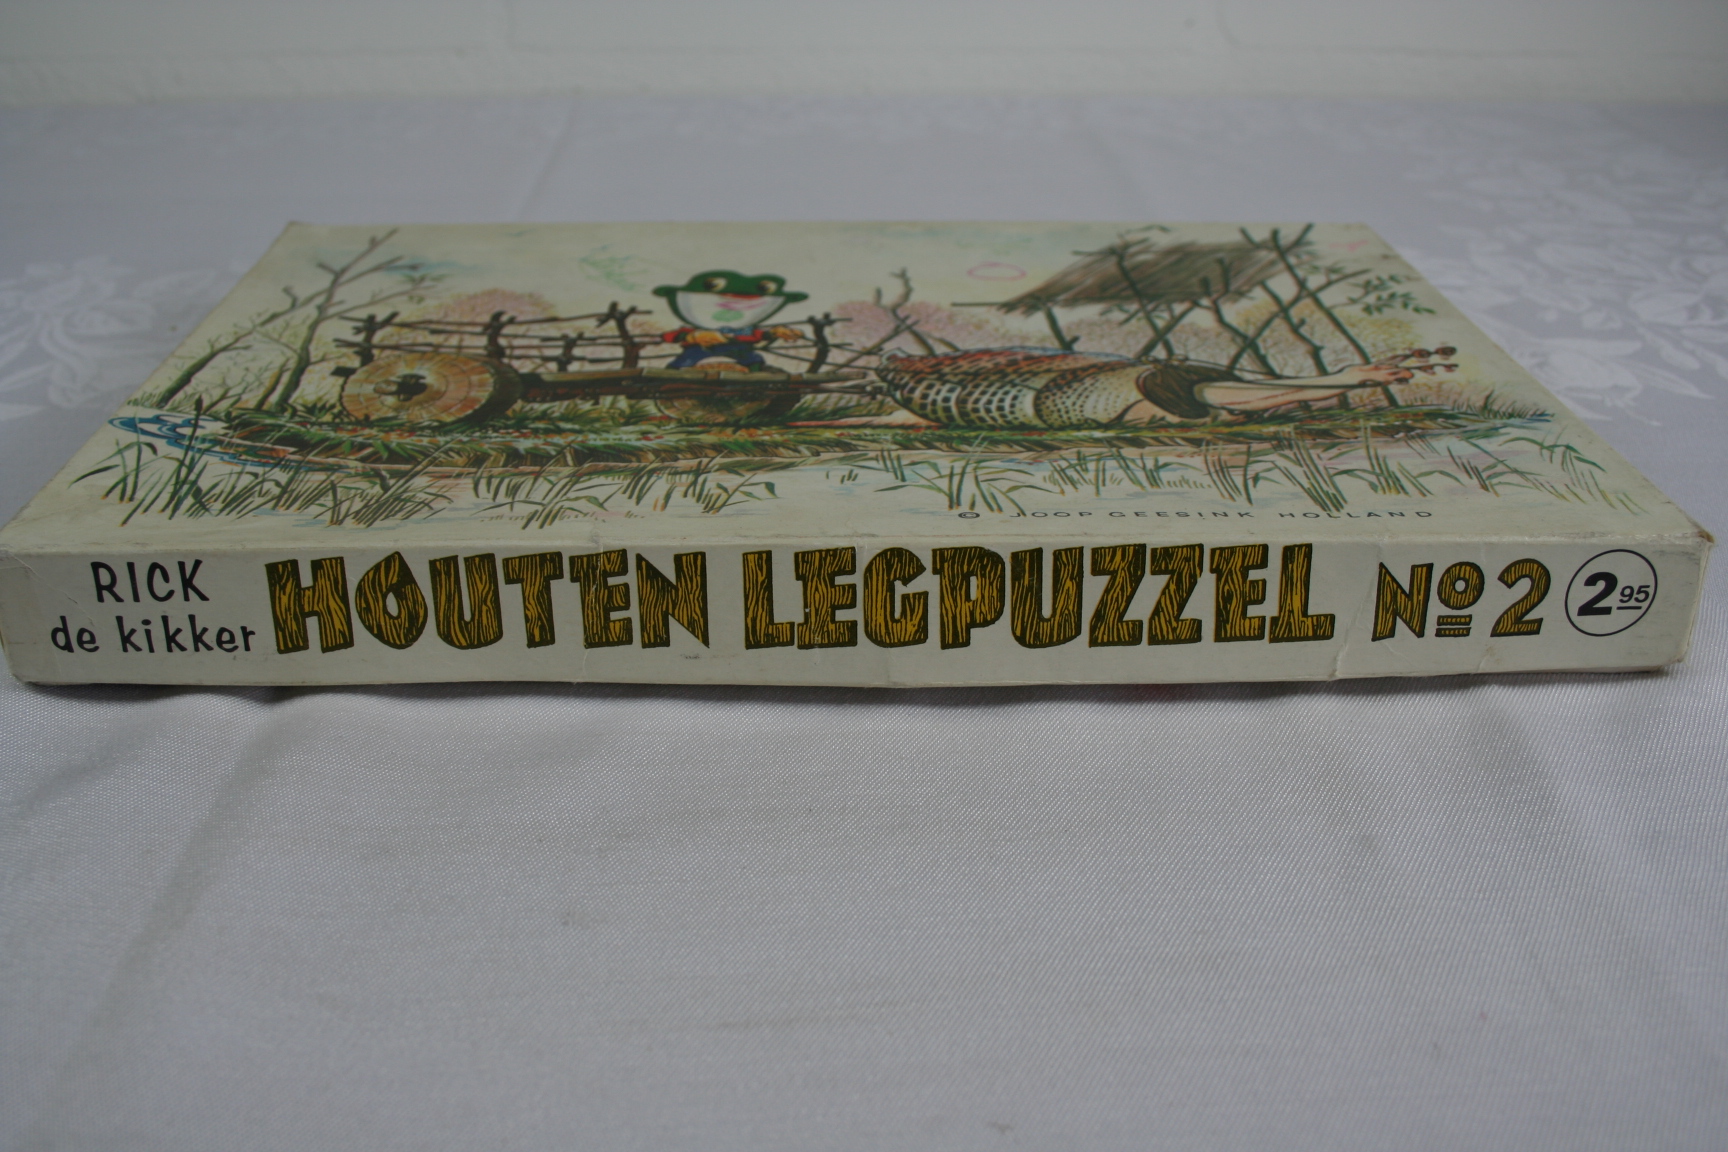 © JOOP GEESINK HOLLAND
RICK
de kikker
HOUTEN LEGPUZZEL Nº 2
2 95